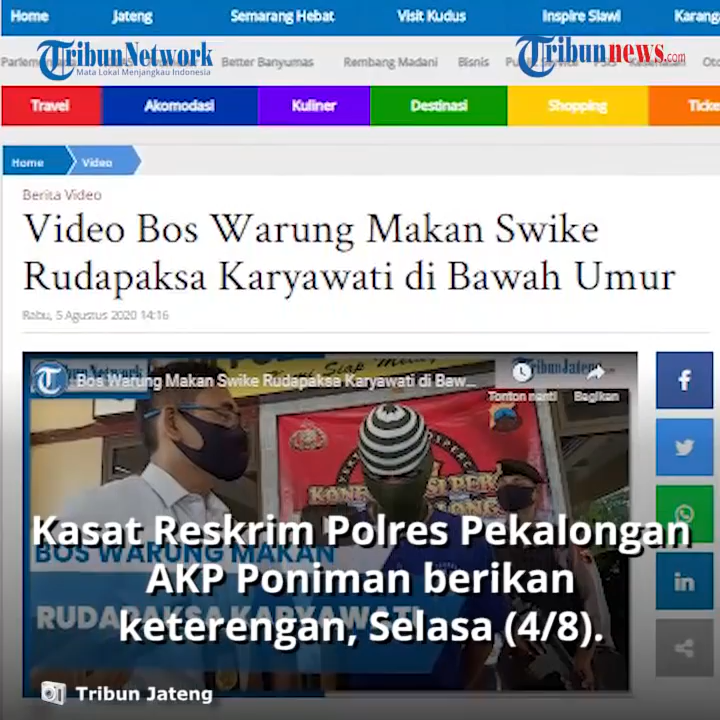 Home Jateng Semarang Hebat Visit Kudus Inspire Slawi Karang
TribunNetwork
Mata Lokal Menjangkau Indonesia
Tribunnews.com
Better Banyumas Rembang Madani Bisnis
Travel Akomodasi Kuliner Destinasi Shopping Ticke
Home Video
Berita Video
Video Bos Warung Makan Swike
Rudapaksa Karyawati di Bawah Umur
Rabu, 5 Agustus 2020 14:16
Bos Warung Makan Swike Rudapaksa Karyawati di Baw...
Tonton nanti Bagikan
Kasat Reskrim Polres Pekalongan
AKP Poniman berikan
keterengan, Selasa (4/8).
BOS WARUNG MAKAN
RUDAPAKSA KARYAWATI
Tribun Jateng